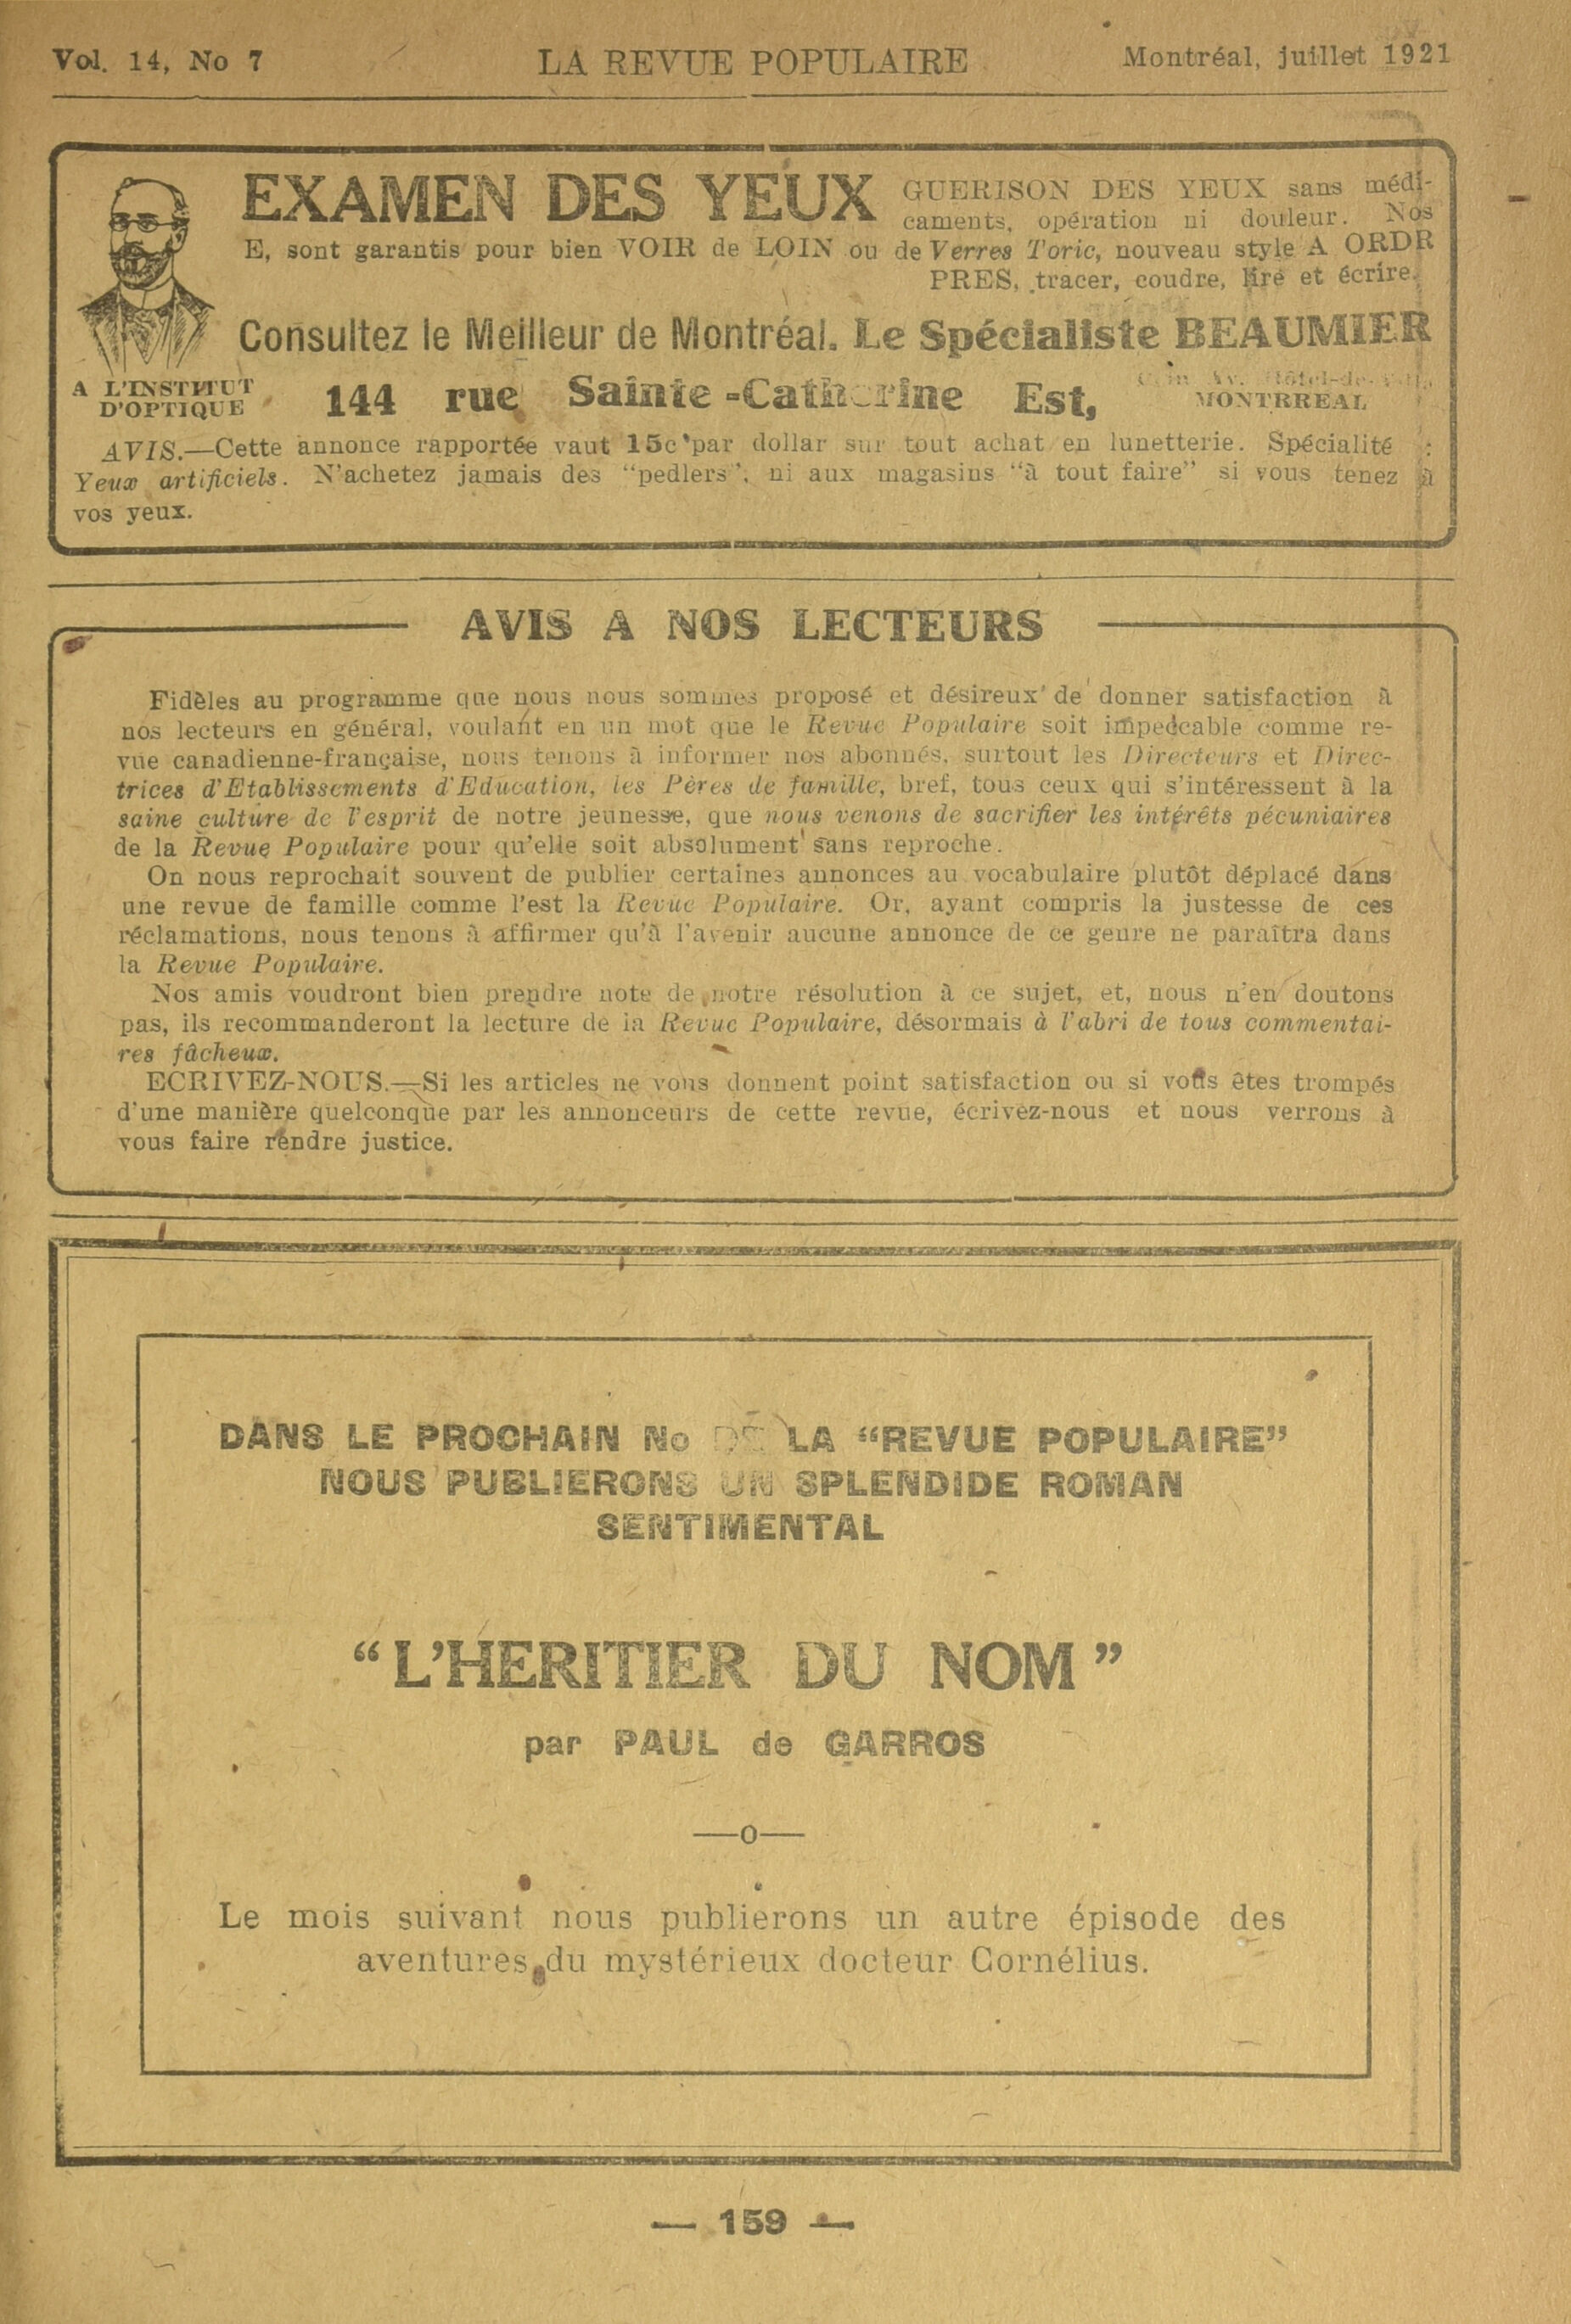 Vol. 14, No 7 LA REVUE POPULAIRE Montréal, juillet 1921
EXAMEN DES YEUX
GUERISON DES YEUX sans médi-
caments, opération ni douleur. Nos
E, sont garantis pour bien VOIR de LOIN ou de Verres Toric, nouveau style A ORDR
PRES, tracer, coudre, lire et écrire.
Consultez le Meilleur de Montréal. Le Spécialiste BEAUMIER
A L'INSTITUT
D'OPTIQUE
144 rue Sainte-Catherine Est,
Coin Av. Hôtel-de-Ville
MONTRREAL
AVIS.—Cette annonce rapportée vaut 15c par dollar sur tout achat en lunetterie. Spécialité :
Yeux artificiels. N'achetez jamais des "pedlers", ni aux magasins "à tout faire" si vous tenez à
vos yeux.
AVIS A NOS LECTEURS
Fidèles au programme que nous nous sommes proposé et désireux de donner satisfaction à
nos lecteurs en général, voulant en un mot que le Revue Populaire soit impeccable comme re-
vue canadienne-française, nous tenons à informer nos abonnés, surtout les Directeurs et Direc-
trices d'Etablissements d'Education, les Pères de famille, bref, tous ceux qui s'intéressent à la
saine culture de l'esprit de notre jeunesse, que nous venons de sacrifier les intérêts pécuniaires
de la Revue Populaire pour qu'elle soit absolument sans reproche.
On nous reprochait souvent de publier certaines annonces au vocabulaire plutôt déplacé dans
une revue de famille comme l'est la Revue Populaire. Or, ayant compris la justesse de ces
réclamations, nous tenons à affirmer qu'à l'avenir aucune annonce de ce genre ne paraîtra dans
la Revue Populaire.
Nos amis voudront bien prendre note de notre résolution à ce sujet, et, nous n'en doutons
pas, ils recommanderont la lecture de la Revue Populaire, désormais à l'abri de tous commentai-
res fâcheux.
ECRIVEZ-NOUS.—Si les articles ne vous donnent point satisfaction ou si vous êtes trompés
d'une manière quelconque par les annonceurs de cette revue, écrivez-nous et nous verrons à
vous faire rendre justice.
DANS LE PROCHAIN No DE LA "REVUE POPULAIRE"
NOUS PUBLIERONS UN SPLENDIDE ROMAN
SENTIMENTAL
"L'HERITIER DU NOM"
par PAUL de GARROS
—o—
Le mois suivant nous publierons un autre épisode des
aventures du mystérieux docteur Cornélius.
— 159 —